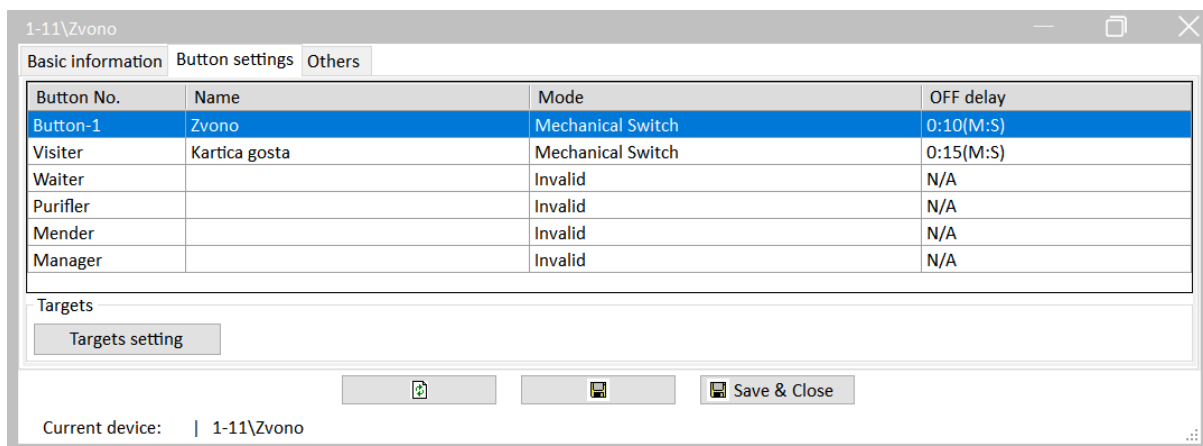 1-11\Zvono
Basic information Button settings Others
Button No. Name Mode OFF delay
Button-1 Zvono Mechanical Switch 0:10(M:S)
Visiter Kartica gosta Mechanical Switch 0:15(M:S)
Waiter Invalid N/A
Purifler Invalid N/A
Mender Invalid N/A
Manager Invalid N/A
Targets
Targets setting
Save & Close
Current device: | 1-11\Zvono